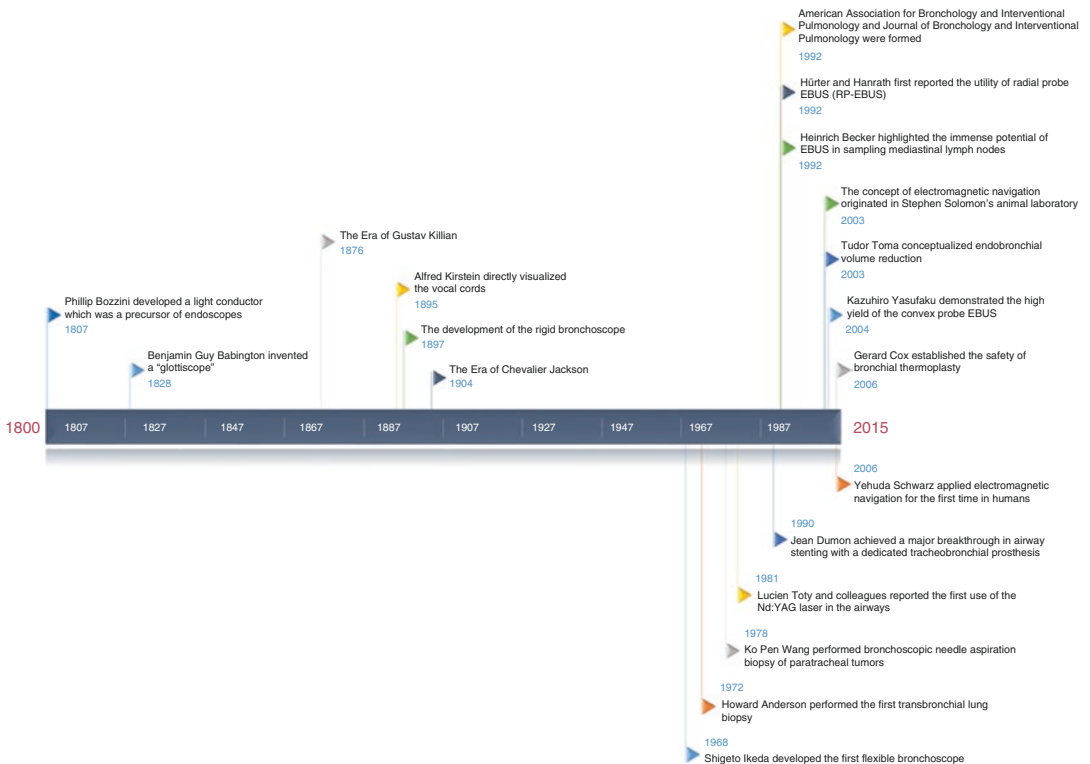 American Association for Bronchology and Interventional
Pulmonology and Journal of Bronchology and Interventional
Pulmonology were formed
1992
Hürter and Hanrath first reported the utility of radial probe
EBUS (RP-EBUS)
1992
Heinrich Becker highlighted the immense potential of
EBUS in sampling mediastinal lymph nodes
1992
The concept of electromagnetic navigation
originated in Stephen Solomon's animal laboratory
2003
The Era of Gustav Killian
1876
Tudor Toma conceptualized endobronchial
volume reduction
2003
Alfred Kirstein directly visualized
the vocal cords
1895
Phillip Bozzini developed a light conductor
which was a precursor of endoscopes
1807
Kazuhiro Yasufaku demonstrated the high
yield of the convex probe EBUS
2004
The development of the rigid bronchoscope
1897
Benjamin Guy Babington invented
a “glottiscope”
1828
The Era of Chevalier Jackson
1904
Gerard Cox established the safety of
bronchial thermoplasty
2006
1800 1807 1827 1847 1867 1887 1907 1927 1947 1967 1987 2015
2006
Yehuda Schwarz applied electromagnetic
navigation for the first time in humans
1990
Jean Dumon achieved a major breakthrough in airway
stenting with a dedicated tracheobronchial prosthesis
1981
Lucien Toty and colleagues reported the first use of the
Nd:YAG laser in the airways
1978
Ko Pen Wang performed bronchoscopic needle aspiration
biopsy of paratracheal tumors
1972
Howard Anderson performed the first transbronchial lung
biopsy
1968
Shigeto Ikeda developed the first flexible bronchoscope